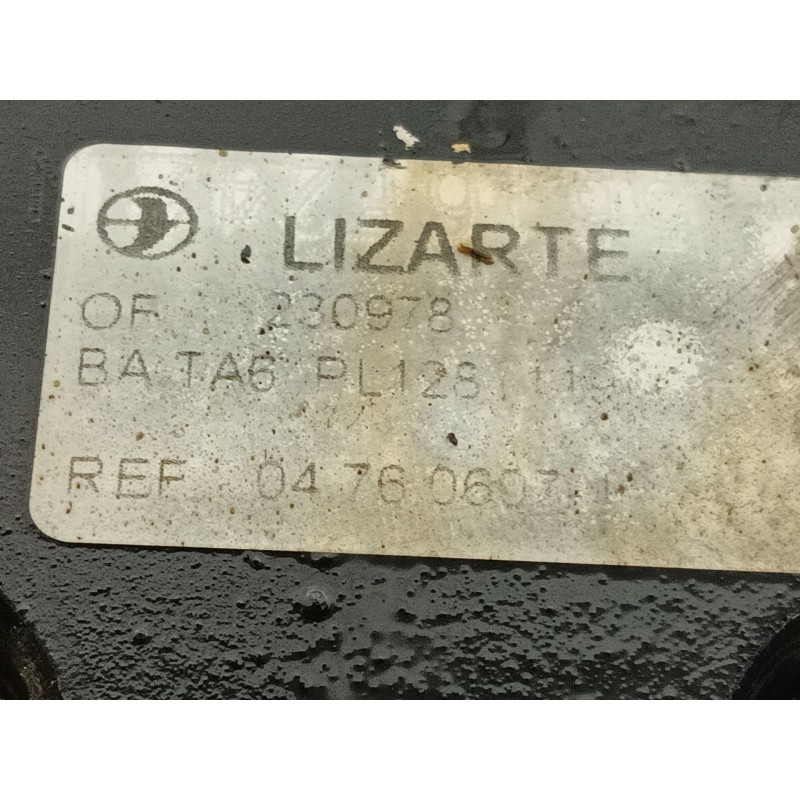 LIZARTE
OF 230978
BA TA6 PL128
REF. 04.76.0607